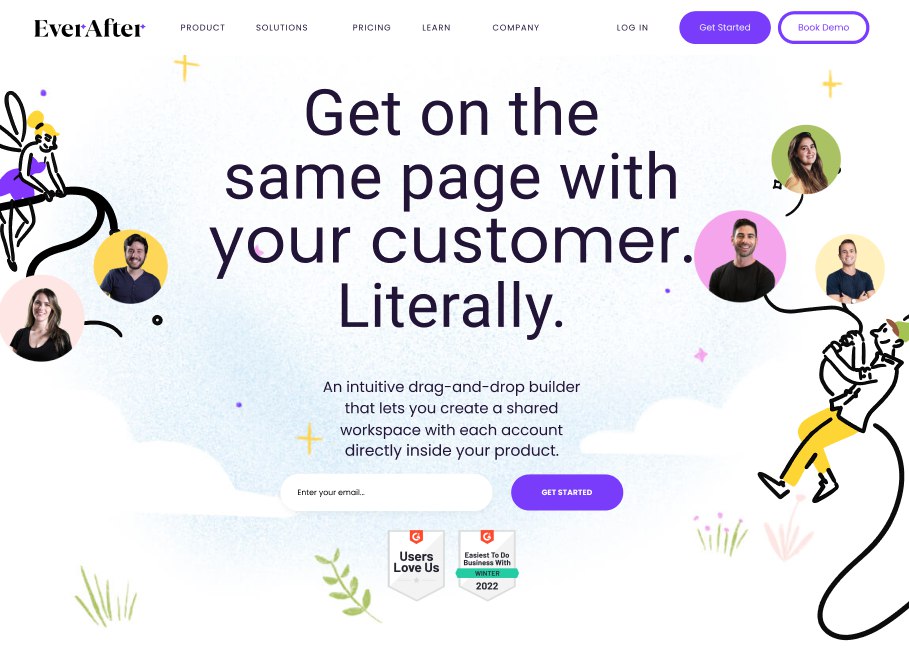 EverAfter
PRODUCT
SOLUTIONS
PRICING
LEARN
COMPANY
LOG IN
Get Started
Book Demo
Get on the
same page with
your customer.
Literally.
An intuitive drag-and-drop builder
that lets you create a shared
workspace with each account
directly inside your product.
Enter your email...
GET STARTED
Users
Love Us
Easiest To Do
Business With
WINTER
2022